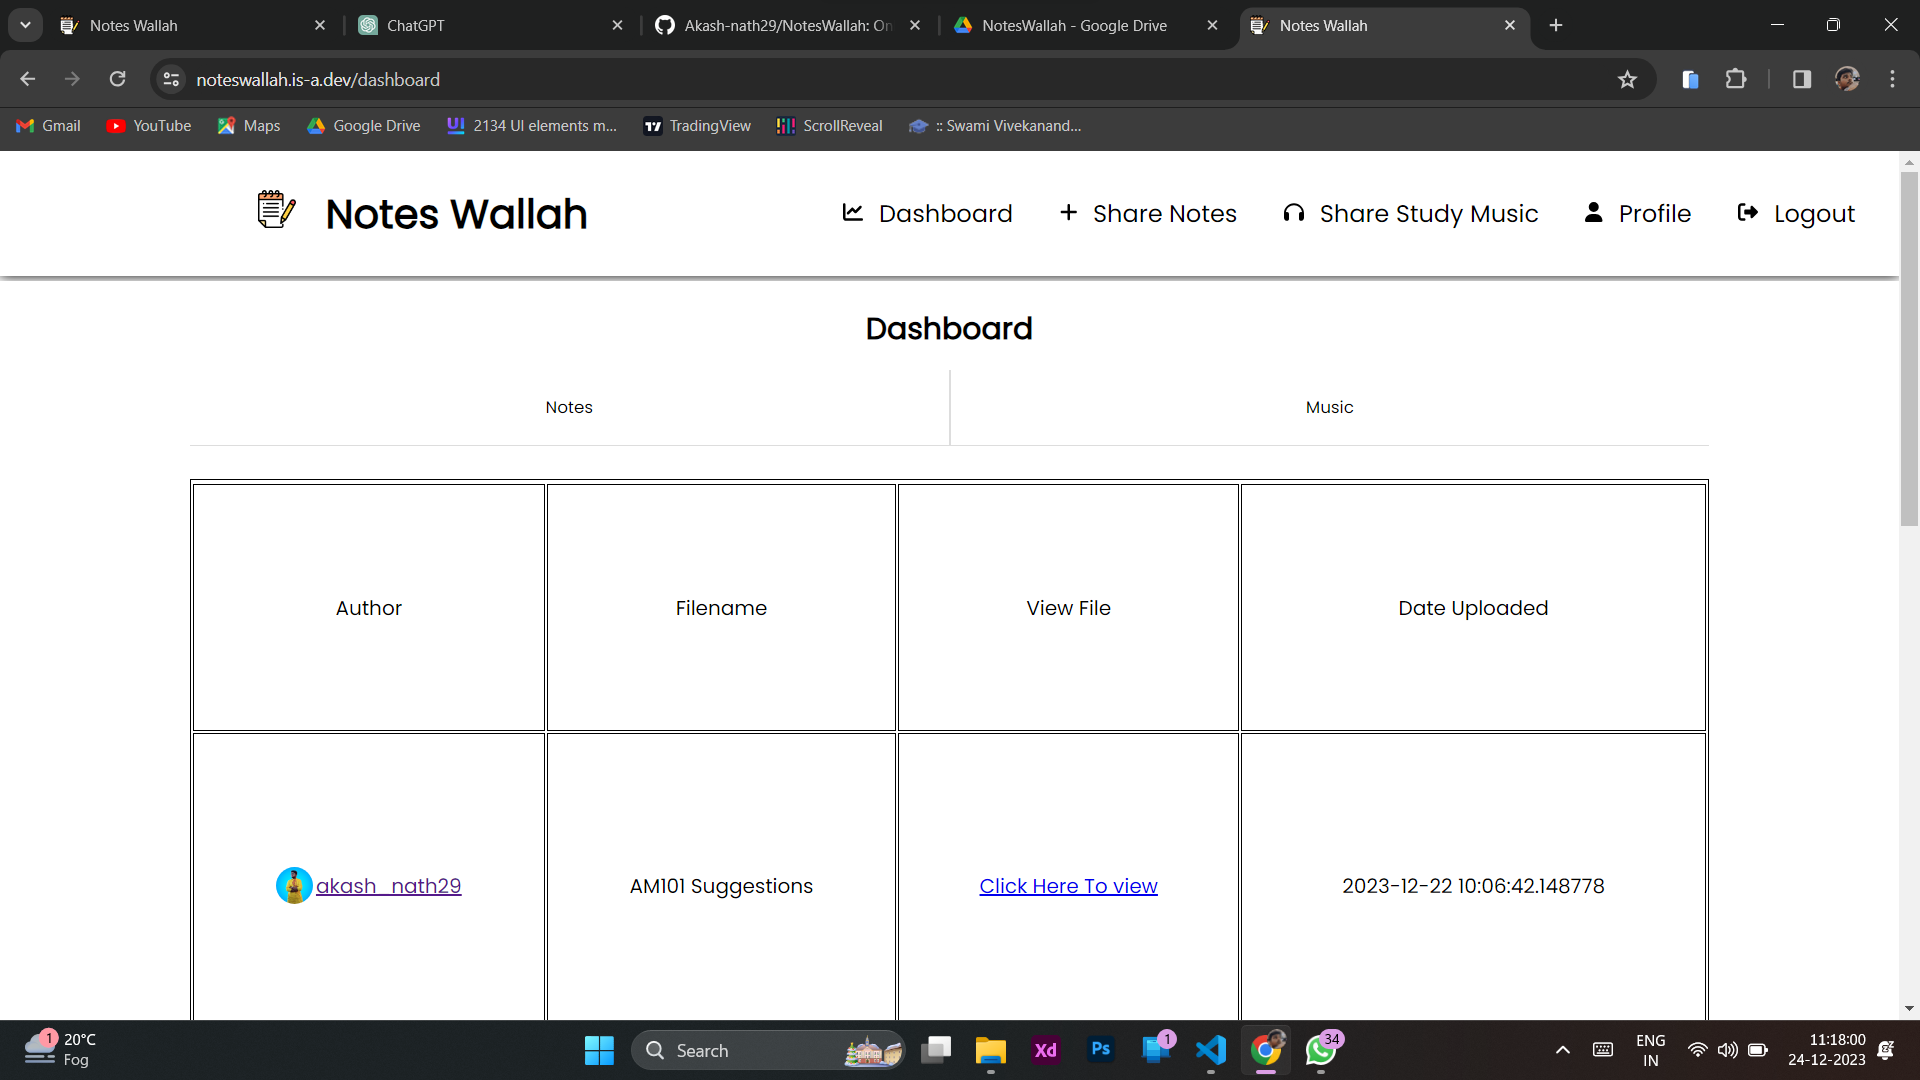 Notes Wallah
ChatGPT
Akash-nath29/NotesWallah: On
NotesWallah - Google Drive
Notes Wallah
noteswallah.is-a.dev/dashboard
Gmail
YouTube
Maps
Google Drive
2134 UI elements m...
TradingView
ScrollReveal
:: Swami Vivekanand...
Notes Wallah
Dashboard
Share Notes
Share Study Music
Profile
Logout
Dashboard
Notes
Music
Author
Filename
View File
Date Uploaded
akash_nath29
AM101 Suggestions
Click Here To view
2023-12-22 10:06:42.148778
1
20°C
Fog
Search
Xd
Ps
1
34
ENG
IN
11:18:00
24-12-2023